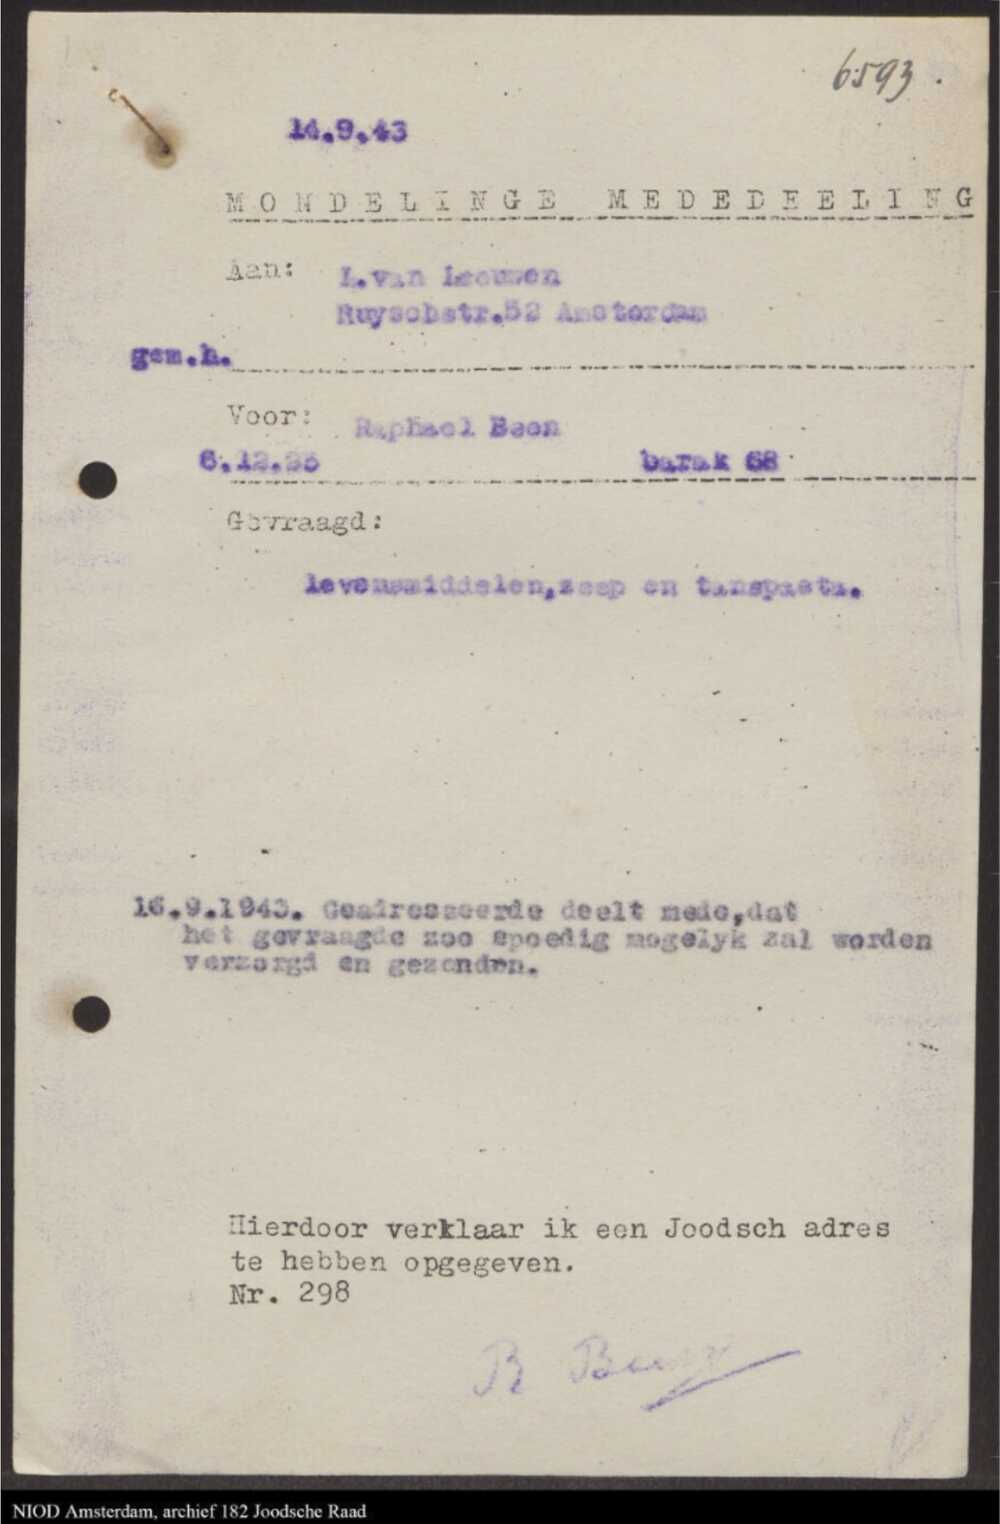 6593.
14.9.43
MONDELINGE MEDEDEELING
Aan: L.van Leeuwen
Ruyschstr.52 Amsterdam
gem.h.
Voor: Raphael Beem
6.12.25 barak 68
Gevraagd:
levensmiddelen,zeep en tandpasta.
16.9.1943. Geadresseerde deelt mede,dat
het gevraagde zoo spoedig mogelyk zal worden
verzorgd en gezonden.
Hierdoor verklaar ik een Joodsch adres
te hebben opgegeven.
Nr. 298
NIOD Amsterdam, archief 182 Joodsche Raad